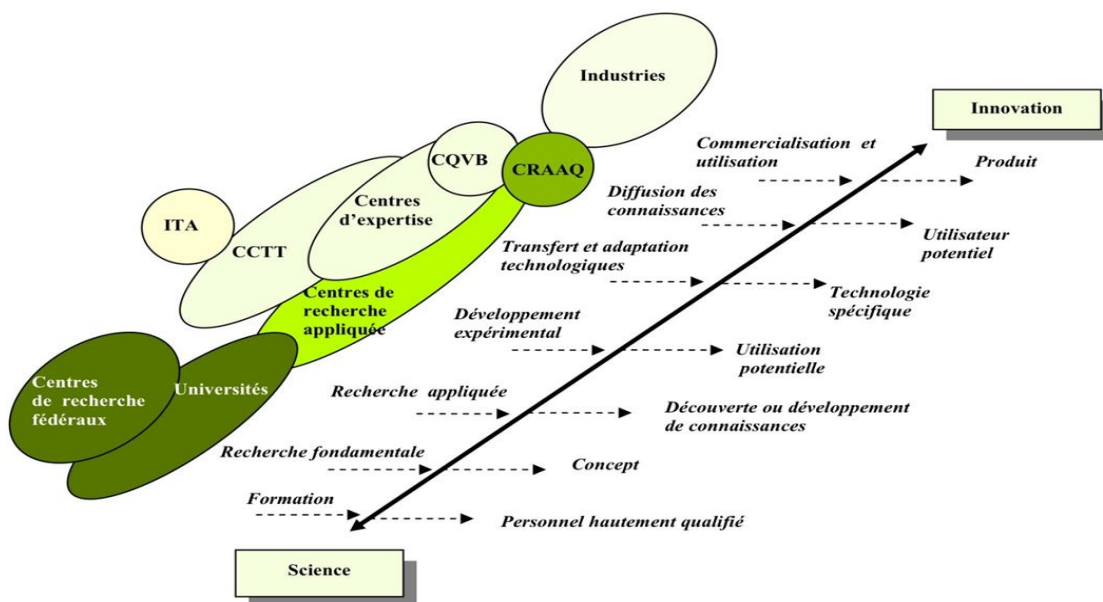 Industries
Innovation
Commercialisation et
utilisation
Produit
CQVB
CRAAQ
Diffusion des
connaissances
Centres
d'expertise
ITA
Utilisateur
potentiel
CCTT
Transfert et adaptation
technologiques
Centres de
recherche
appliquée
Technologie
spécifique
Développement
expérimental
Utilisation
potentielle
Centres
de recherche
fédéraux
Universités
Recherche appliquée
Découverte ou développement
de connaissances
Recherche fondamentale
Concept
Formation
Personnel hautement qualifié
Science